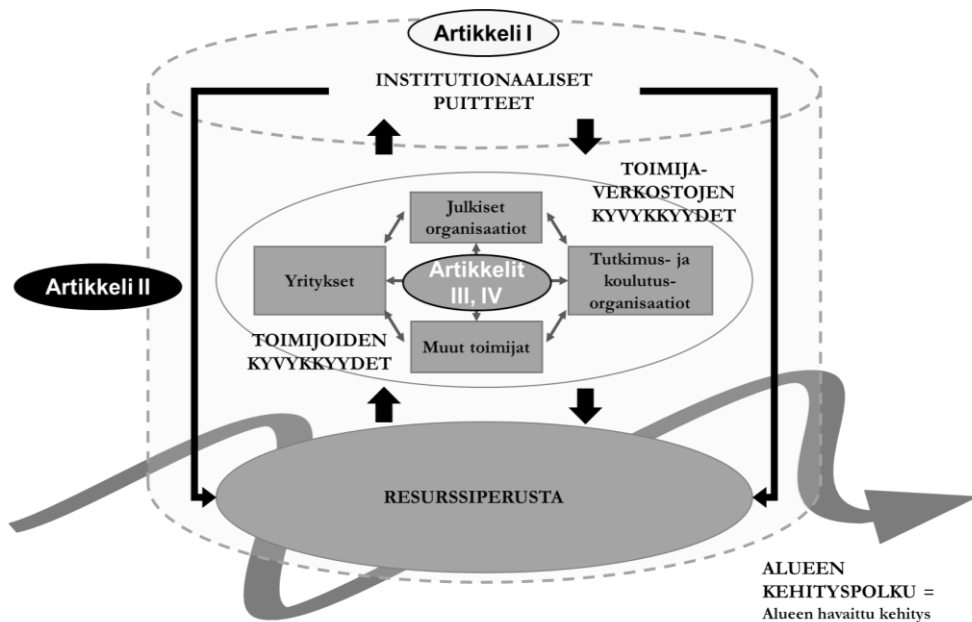 Artikkeli I
INSTITUTIONAALISET
PUITTEET
TOIMIJA-
VERKOSTOJEN
KYVYKKYYDET
Julkiset
organisaatiot
Yritykset
Artikkelit
III, IV
Tutkimus- ja
koulutus-
organisaatiot
Artikkeli II
TOIMIJOIDEN
KYVYKKYYDET
Muut toimijat
RESURSSIPERUSTA
ALUEEN
KEHITYSPOLKU =
Alueen havaittu kehitys